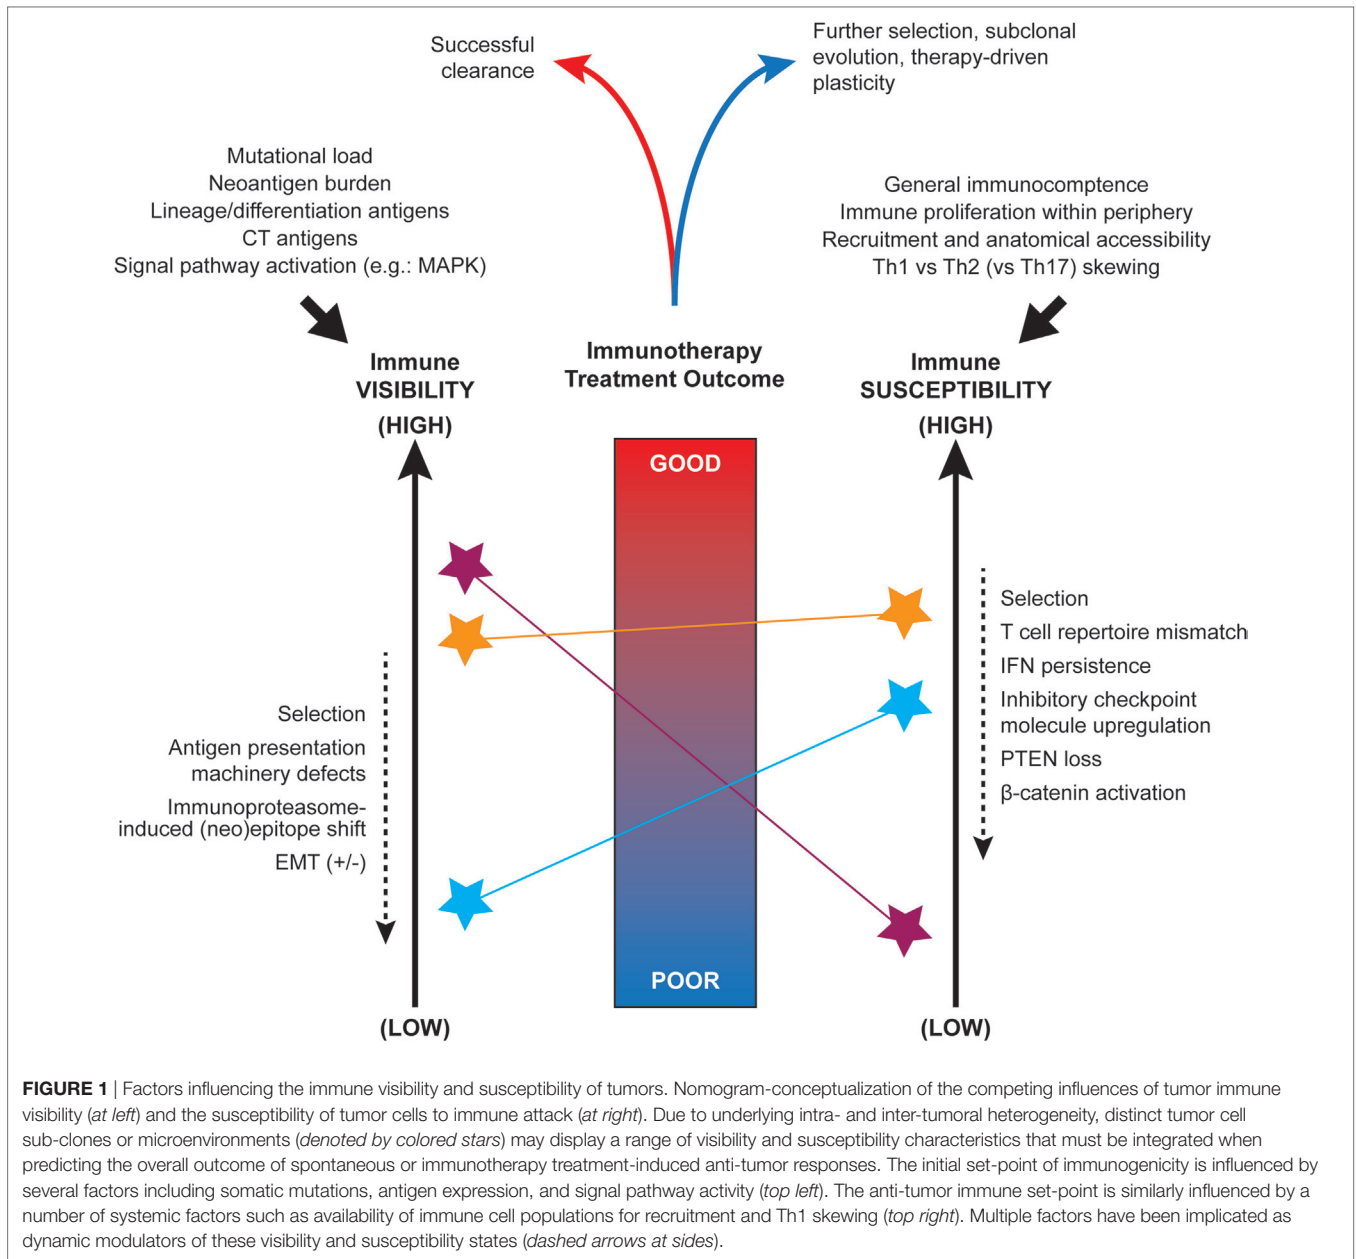 Successful
clearance
Further selection, subclonal
evolution, therapy-driven
plasticity
Mutational load
Neoantigen burden
Lineage/differentiation antigens
CT antigens
Signal pathway activation (e.g.: MAPK)
General immunocomptence
Immune proliferation within periphery
Recruitment and anatomical accessibility
Th1 vs Th2 (vs Th17) skewing
Immune
VISIBILITY
(HIGH)
Immunotherapy
Treatment Outcome
Immune
SUSCEPTIBILITY
(HIGH)
GOOD
Selection
Antigen presentation
machinery defects
Immunoproteasome-
induced (neo)epitope shift
EMT (+/-)
Selection
T cell repertoire mismatch
IFN persistence
Inhibitory checkpoint
molecule upregulation
PTEN loss
β-catenin activation
POOR
(LOW)
(LOW)
FIGURE 1 | Factors influencing the immune visibility and susceptibility of tumors. Nomogram-conceptualization of the competing influences of tumor immune
visibility (at left) and the susceptibility of tumor cells to immune attack (at right). Due to underlying intra- and inter-tumoral heterogeneity, distinct tumor cell
sub-clones or microenvironments (denoted by colored stars) may display a range of visibility and susceptibility characteristics that must be integrated when
predicting the overall outcome of spontaneous or immunotherapy treatment-induced anti-tumor responses. The initial set-point of immunogenicity is influenced by
several factors including somatic mutations, antigen expression, and signal pathway activity (top left). The anti-tumor immune set-point is similarly influenced by a
number of systemic factors such as availability of immune cell populations for recruitment and Th1 skewing (top right). Multiple factors have been implicated as
dynamic modulators of these visibility and susceptibility states (dashed arrows at sides).